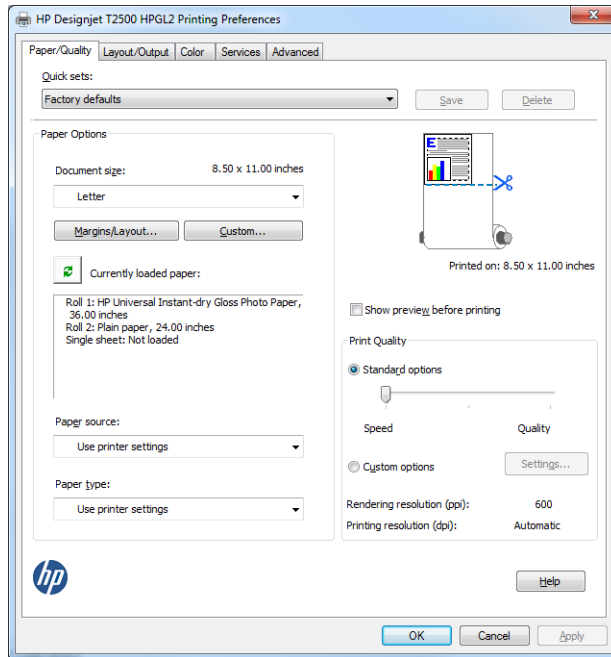 HP Designjet T2500 HPGL2 Printing Preferences
Paper/Quality Layout/Output Color Services Advanced
Quick sets:
Factory defaults
Save
Delete
Paper Options
Document size:
8.50 x 11.00 inches
Letter
Margins/Layout...
Custom...
Currently loaded paper:
Roll 1: HP Universal Instant-dry Gloss Photo Paper,
36.00 inches
Roll 2: Plain paper, 24.00 inches
Single sheet: Not loaded
Paper source:
Use printer settings
Paper type:
Use printer settings
E
Printed on: 8.50 x 11.00 inches
Show preview before printing
Print Quality
Standard options
Speed
Quality
Custom options
Settings...
Rendering resolution (ppi):
600
Printing resolution (dpi):
Automatic
hp
Help
OK
Cancel
Apply